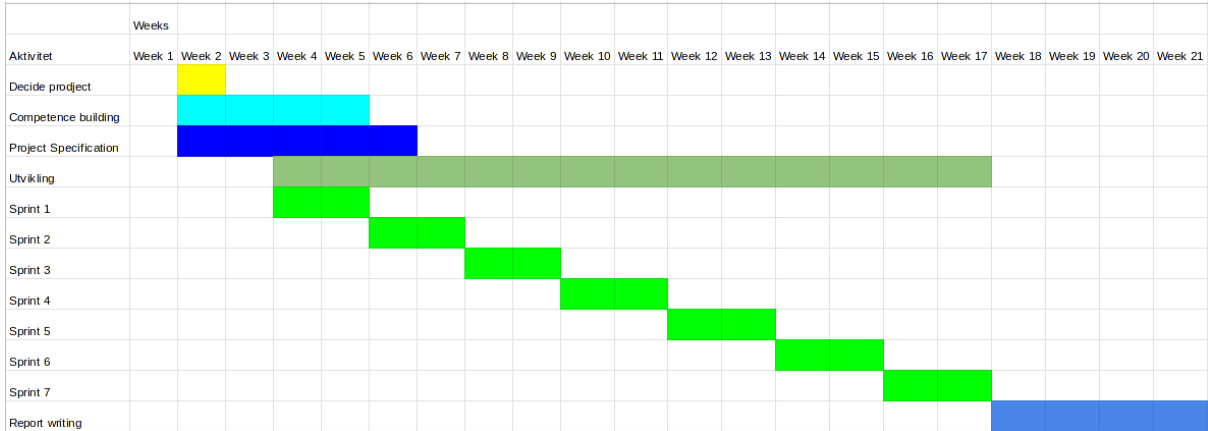 Weeks
Aktivitet Week 1 Week 2 Week 3 Week 4 Week 5 Week 6 Week 7 Week 8 Week 9 Week 10 Week 11 Week 12 Week 13 Week 14 Week 15 Week 16 Week 17 Week 18 Week 19 Week 20 Week 21
Decide prodject
Competence building
Project Specification
Utvikling
Sprint 1
Sprint 2
Sprint 3
Sprint 4
Sprint 5
Sprint 6
Sprint 7
Report writing